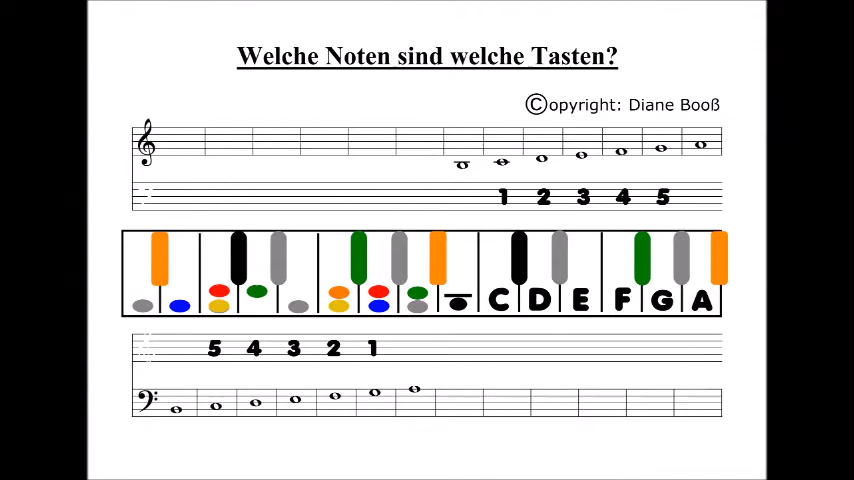 Welche Noten sind welche Tasten?
©opyright: Diane Booß
1 2 3 4 5
C D E F G A
5 4 3 2 1